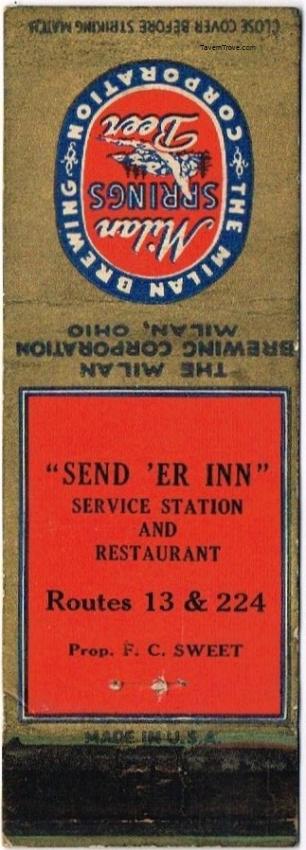 CLOSE COVER BEFORE STRIKING MATCH
TavernTrove.com
THE MILAN BREWING CORPORATION
Milan
SPRINGS
Beer
THE MILAN
BREWING CORPORATION
MILAN, OHIO
"SEND 'ER INN"
SERVICE STATION
AND
RESTAURANT
Routes 13 & 224
Prop. F. C. SWEET
MADE IN U.S.A.